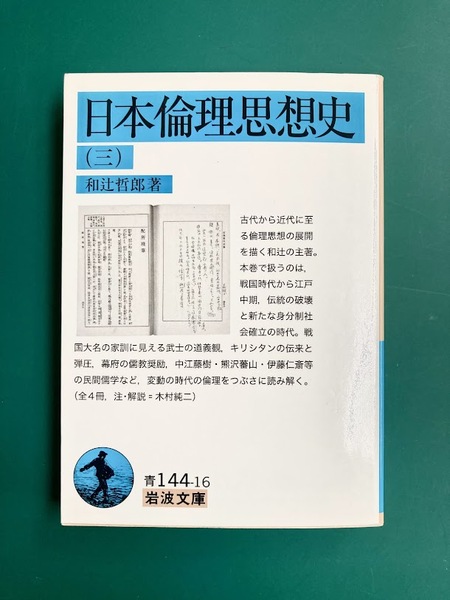 日本倫理思想史
(三)
和辻哲郎著
古代から近代に至
る倫理思想の展開
を描く和辻の主著。
本巻で扱うのは、
戦国時代から江戸
中期、伝統の破壊
と新たな身分制社
会確立の時代。戦
国大名の家訓に見える武士の道義観、キリシタンの伝来と
弾圧、幕府の儒教奨励、中江藤樹・熊沢蕃山・伊藤仁斎等
の民間儒学など、変動の時代の倫理をつぶさに読み解く。
(全4冊、注・解説=木村純二)
青144-16
岩波文庫